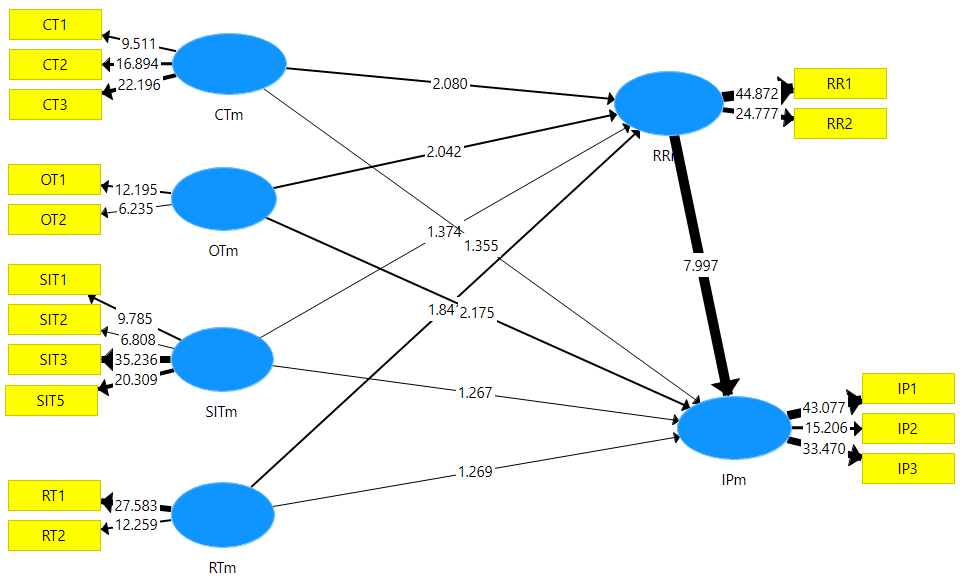 CT1
9.511
CT2
16.894
CT3
22.196
CTm
2.080
RR1
44.872
RR2
24.777
OT1
12.195
OT2
6.235
OTm
2.042
1.374
1.355
7.997
SIT1
9.785
SIT2
6.808
SIT3
35.236
SIT5
20.309
SITm
2.175
1.267
IP1
43.077
IP2
15.206
IP3
33.470
IPm
RT1
27.583
RT2
12.259
RTm
1.269